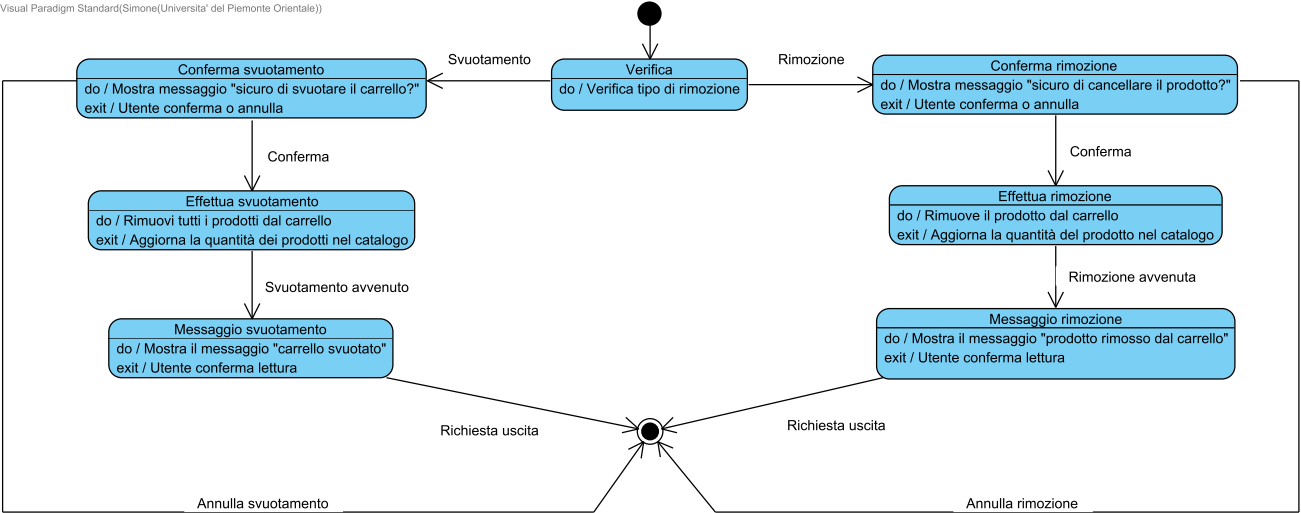 Visual Paradigm Standard(Simone(Universita' del Piemonte Orientale))
Svuotamento
Rimozione
Conferma svuotamento
do / Mostra messaggio "sicuro di svuotare il carrello?"
exit / Utente conferma o annulla
Verifica
do / Verifica tipo di rimozione
Conferma rimozione
do / Mostra messaggio "sicuro di cancellare il prodotto?"
exit / Utente conferma o annulla
Conferma
Conferma
Effettua svuotamento
do / Rimuovi tutti i prodotti dal carrello
exit / Aggiorna la quantità dei prodotti nel catalogo
Effettua rimozione
do / Rimuove il prodotto dal carrello
exit / Aggiorna la quantità del prodotto nel catalogo
Svuotamento avvenuto
Rimozione avvenuta
Messaggio svuotamento
do / Mostra il messaggio "carrello svuotato"
exit / Utente conferma lettura
Messaggio rimozione
do / Mostra il messaggio "prodotto rimosso dal carrello"
exit / Utente conferma lettura
Richiesta uscita
Richiesta uscita
Annulla svuotamento
Annulla rimozione